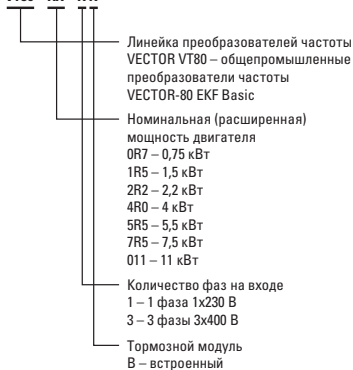 Линейка преобразователей частоты
VECTOR VT80 – общепромышленные
преобразователи частоты
VECTOR-80 EKF Basic
Номинальная (расширенная)
мощность двигателя
0R7 – 0,75 кВт
1R5 – 1,5 кВт
2R2 – 2,2 кВт
4R0 – 4 кВт
5R5 – 5,5 кВт
7R5 – 7,5 кВт
011 – 11 кВт
Количество фаз на входе
1 – 1 фаза 1х230 В
3 – 3 фазы 3х400 В
Тормозной модуль
B – встроенный